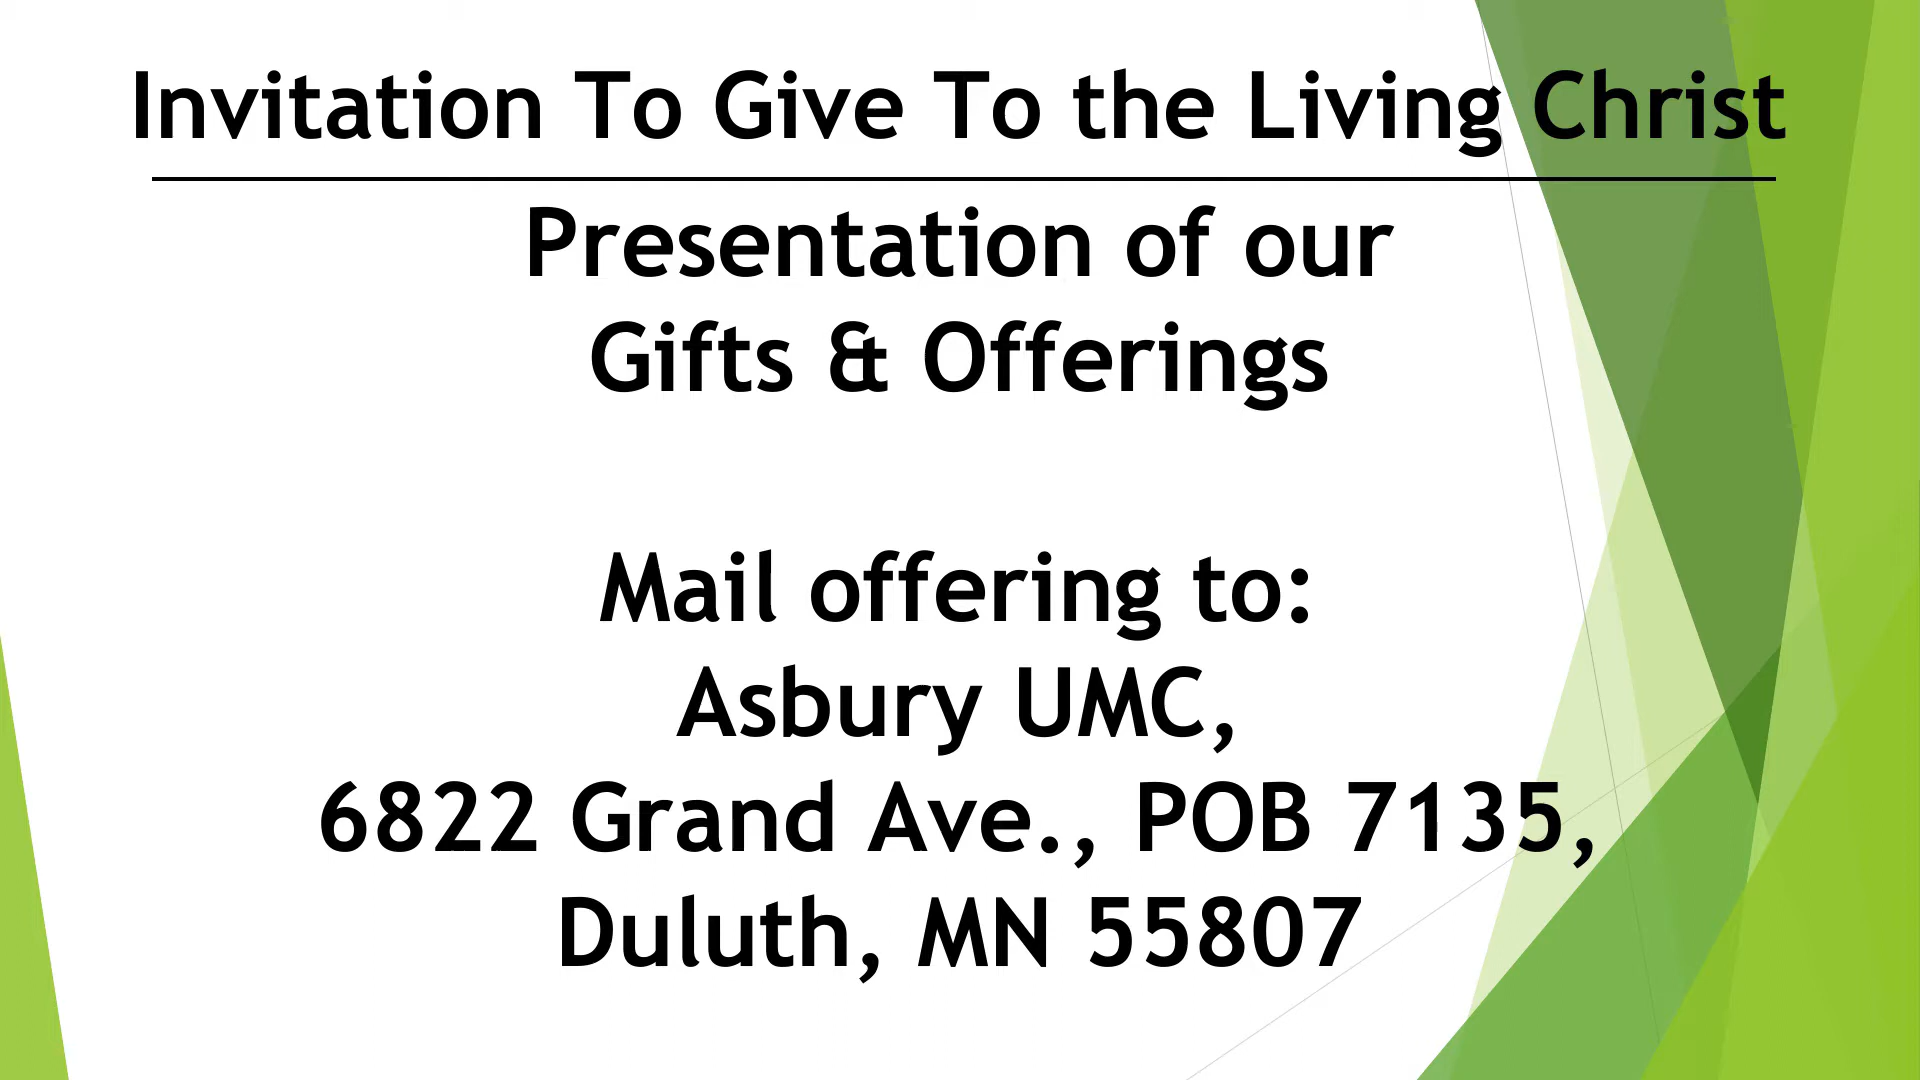 Invitation To Give To the Living Christ
Presentation of our
Gifts & Offerings
Mail offering to:
Asbury UMC,
6822 Grand Ave., POB 7135,
Duluth, MN 55807